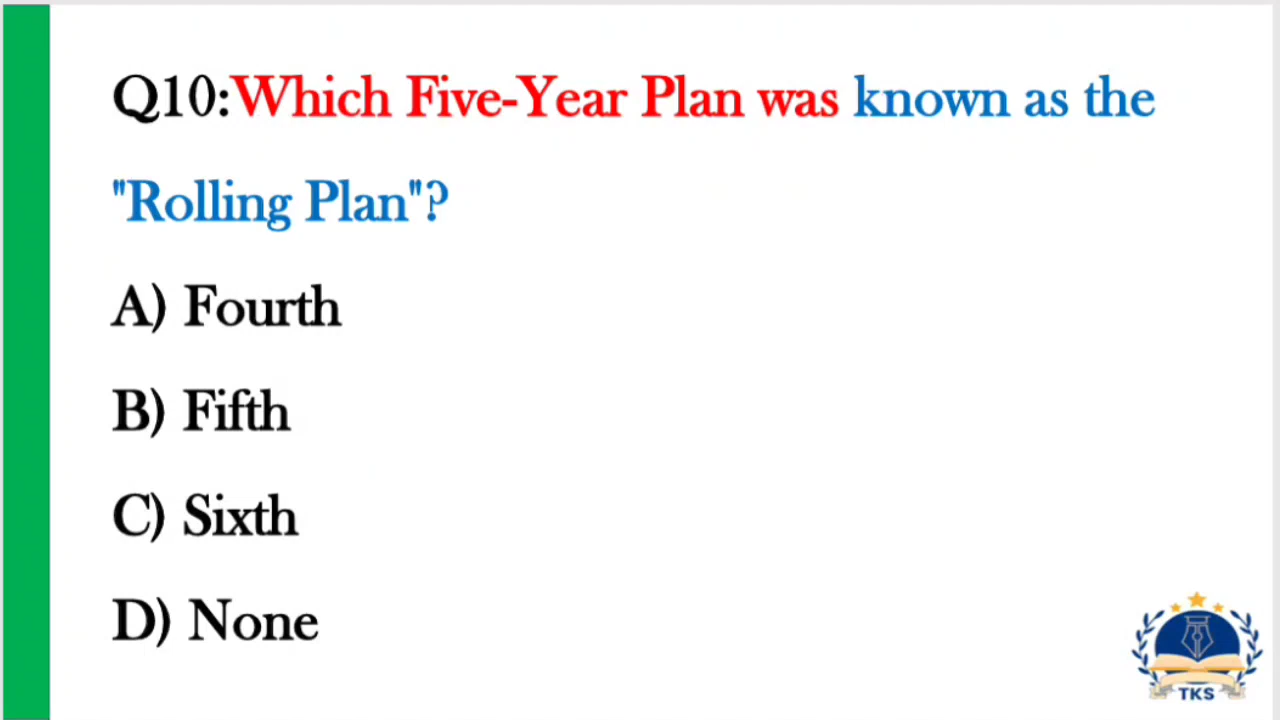 Q10:Which Five-Year Plan was known as the
"Rolling Plan"?
A) Fourth
B) Fifth
C) Sixth
D) None
TKS